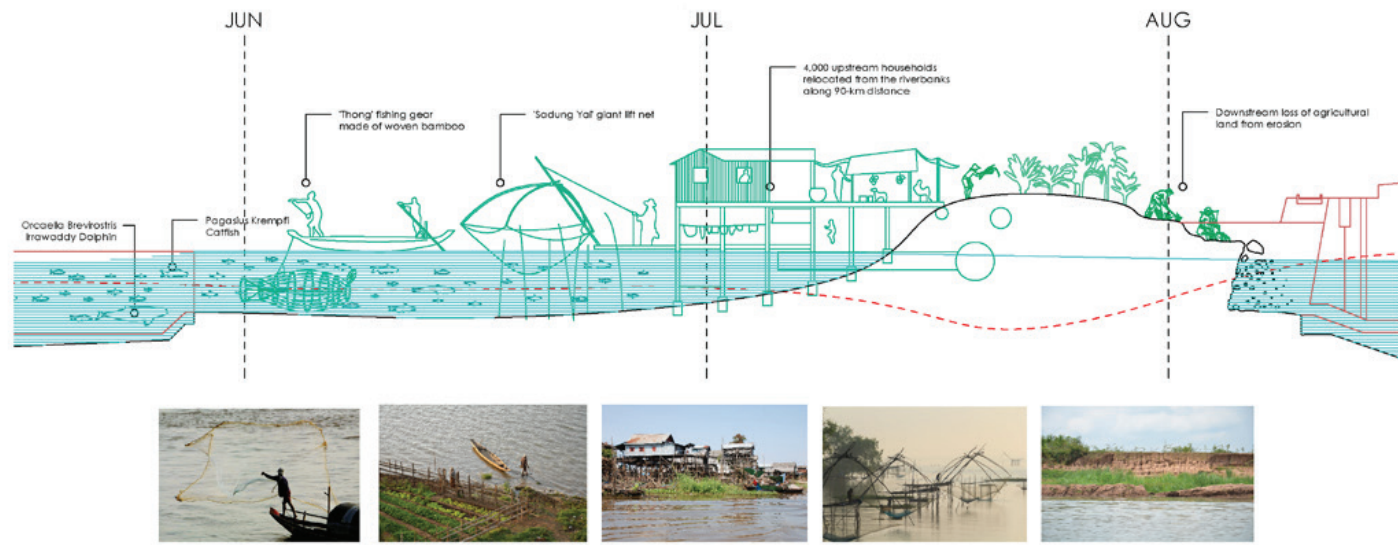 JUN
JUL
AUG
4,000 upstream households
relocated from the riverbanks
along 90-km distance
'Thong' fishing gear
made of woven bamboo
'Sadung Yai' giant lift net
Downstream loss of agricultural
land from erosion
Orcaella Brevirostris
Irrawaddy Dolphin
Pagasius Krempfi
Catfish